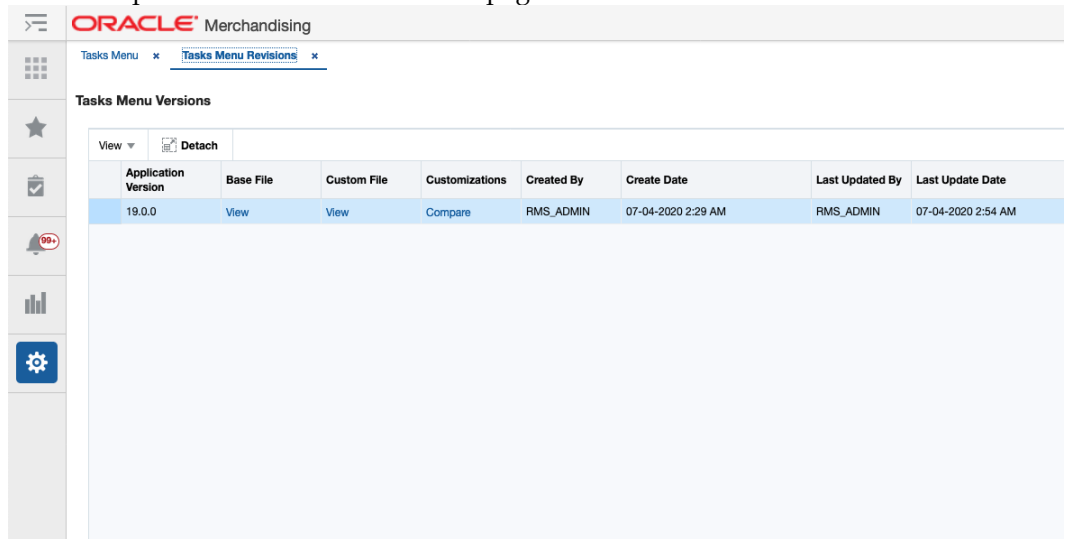 ORACLE® Merchandising
Tasks Menu × Tasks Menu Revisions ×
Tasks Menu Versions
View Detach
Application Version Base File Custom File Customizations Created By Create Date Last Updated By Last Update Date
19.0.0 View View Compare RMS_ADMIN 07-04-2020 2:29 AM RMS_ADMIN 07-04-2020 2:54 AM
99+